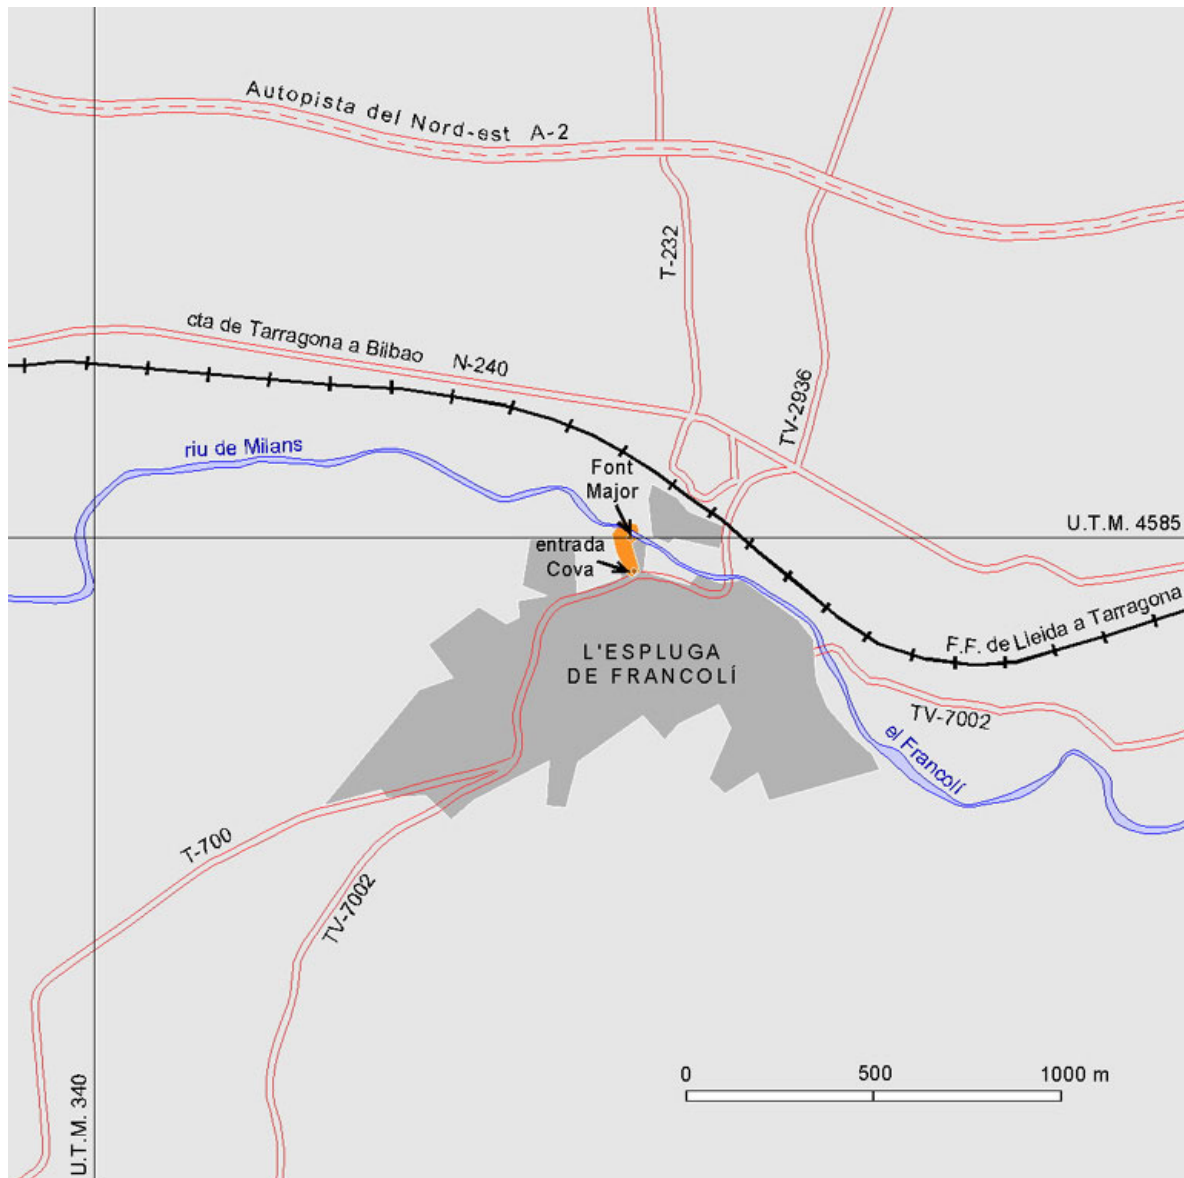 Autopista del Nord-est A-2
T-232
cta de Tarragona a Bilbao N-240
TV-2936
riu de Milans
Font
Major
U.T.M. 4585
entrada
Cova
F.F. de Lleida a Tarragona
L'ESPLUGA
DE FRANCOLÍ
TV-7002
el Francolí
T-700
TV-7002
0 500 1000 m
U.T.M. 340